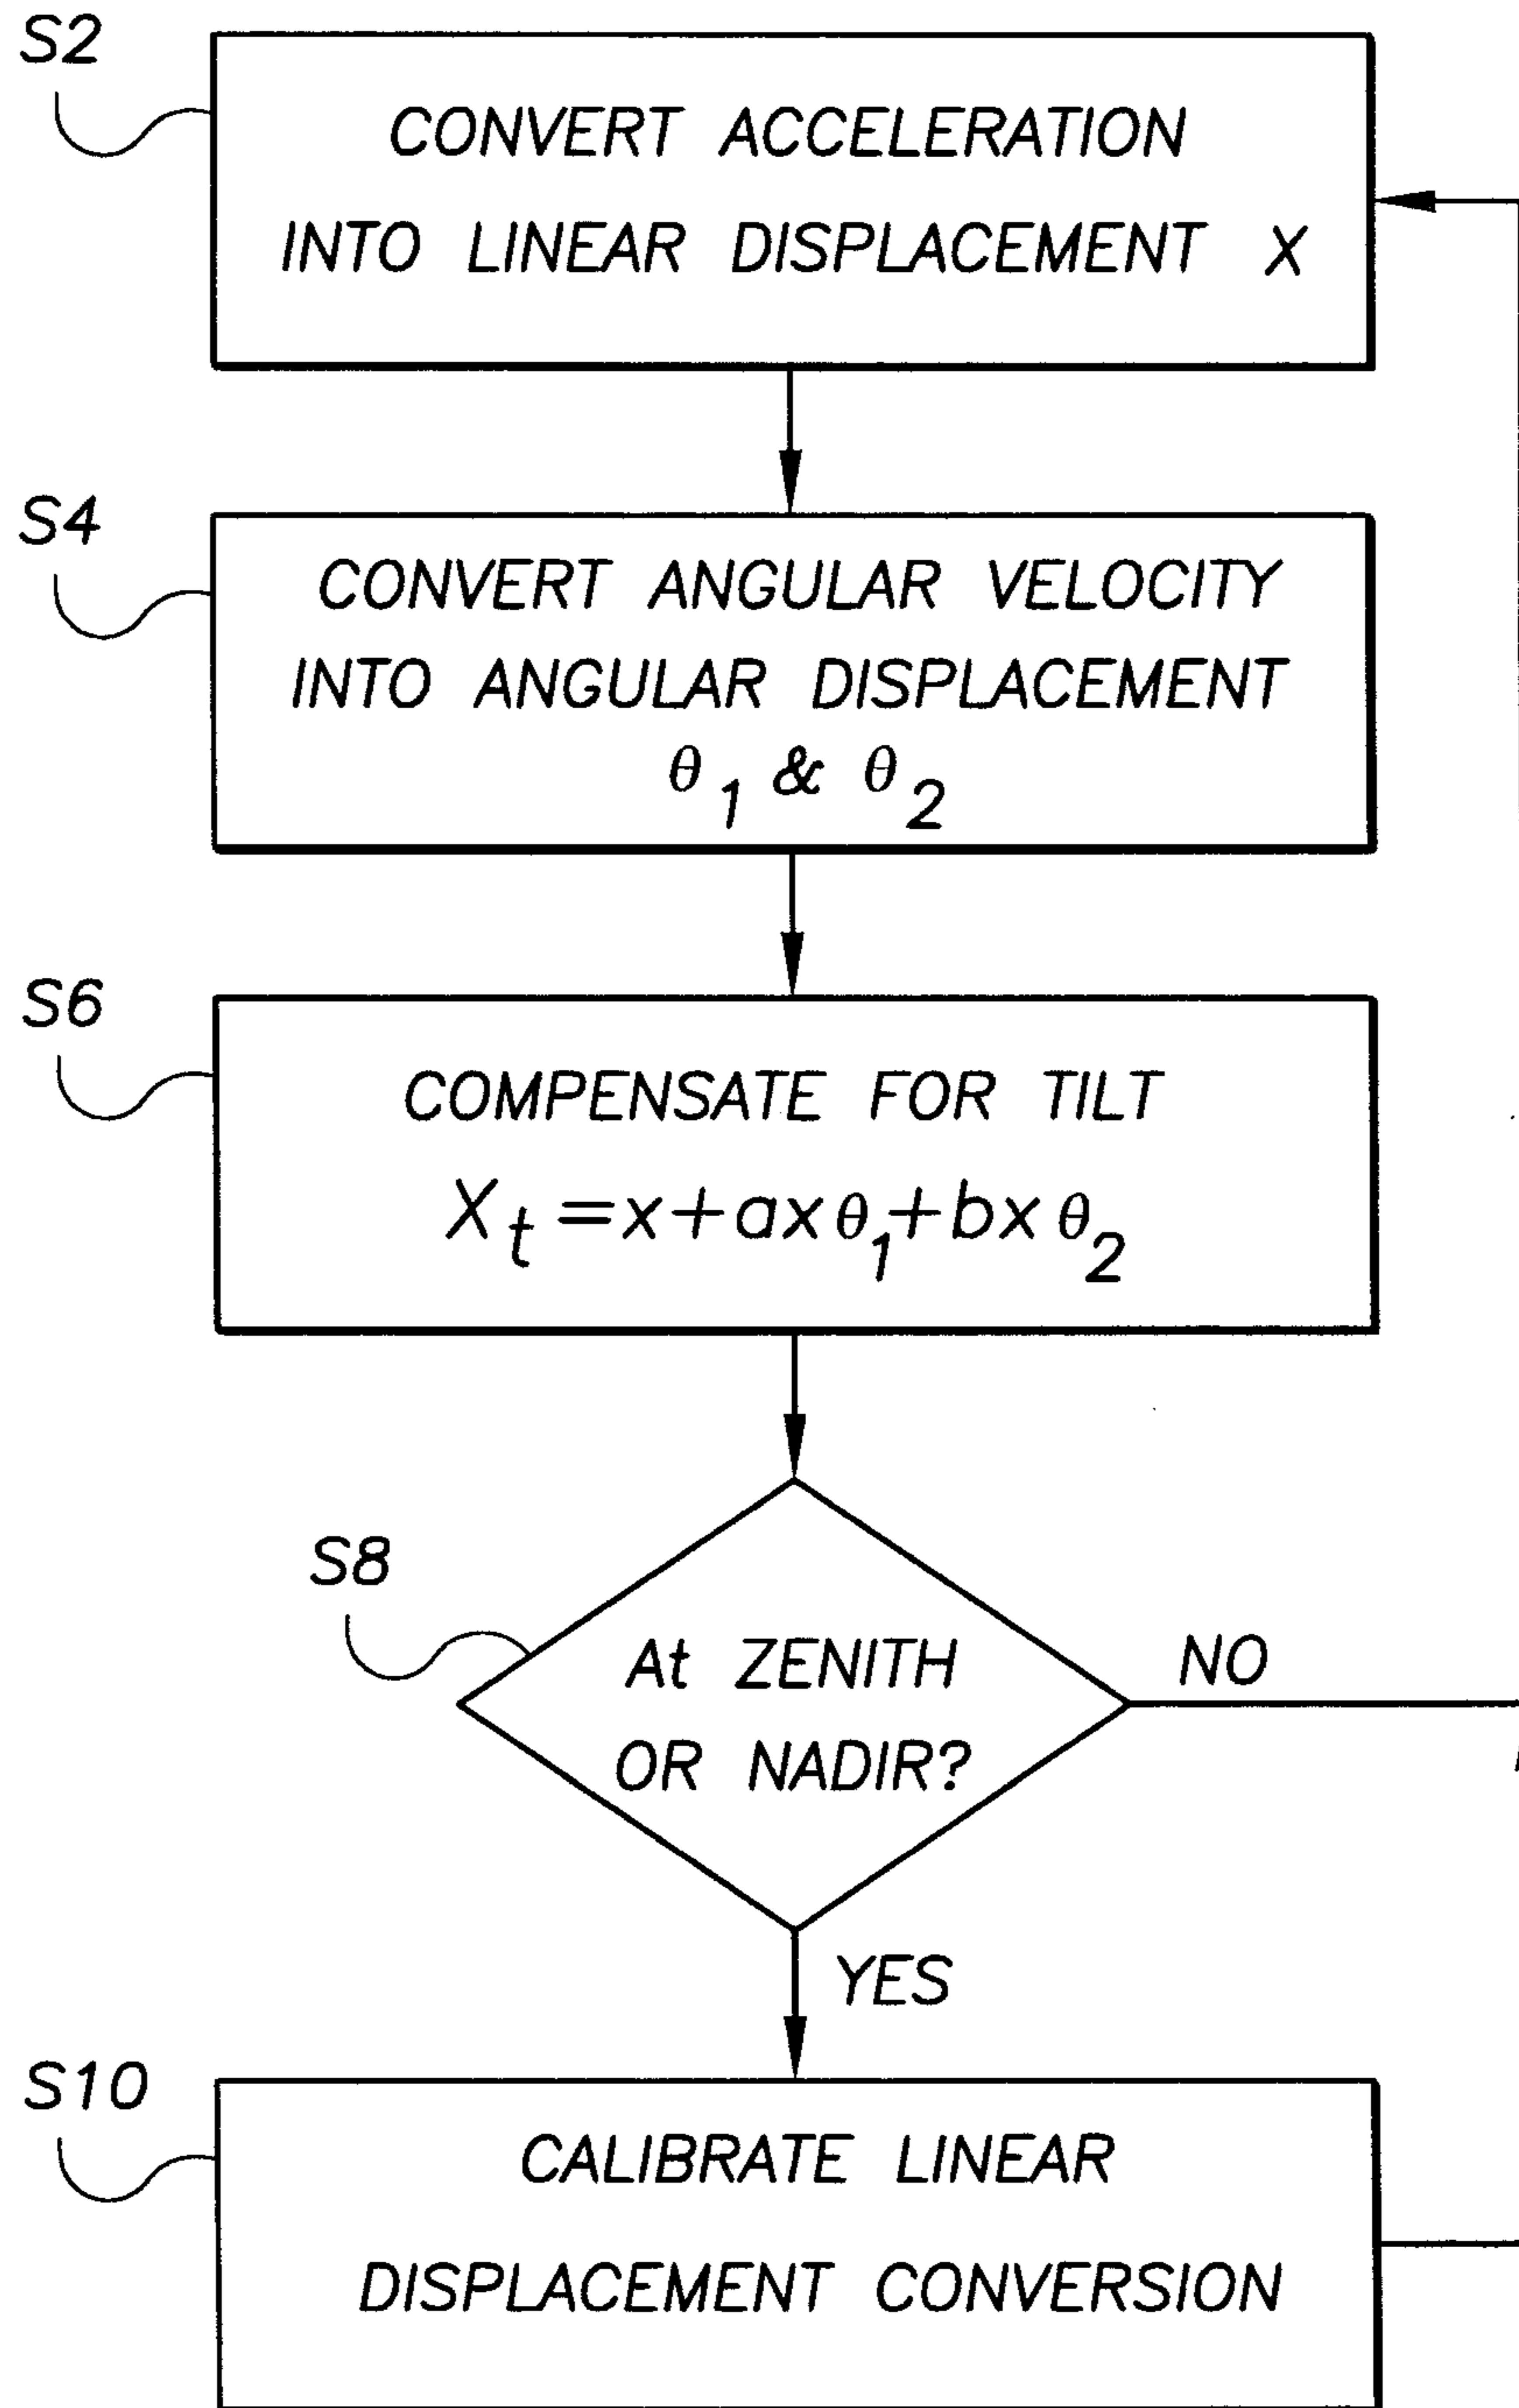 S2
CONVERT ACCELERATION
INTO LINEAR DISPLACEMENT X
S4
CONVERT ANGULAR VELOCITY
INTO ANGULAR DISPLACEMENT
θ₁ & θ₂
S6
COMPENSATE FOR TILT
Xₜ=x+axθ₁+bxθ₂
S8
At ZENITH
OR NADIR?
NO
YES
S10
CALIBRATE LINEAR
DISPLACEMENT CONVERSION